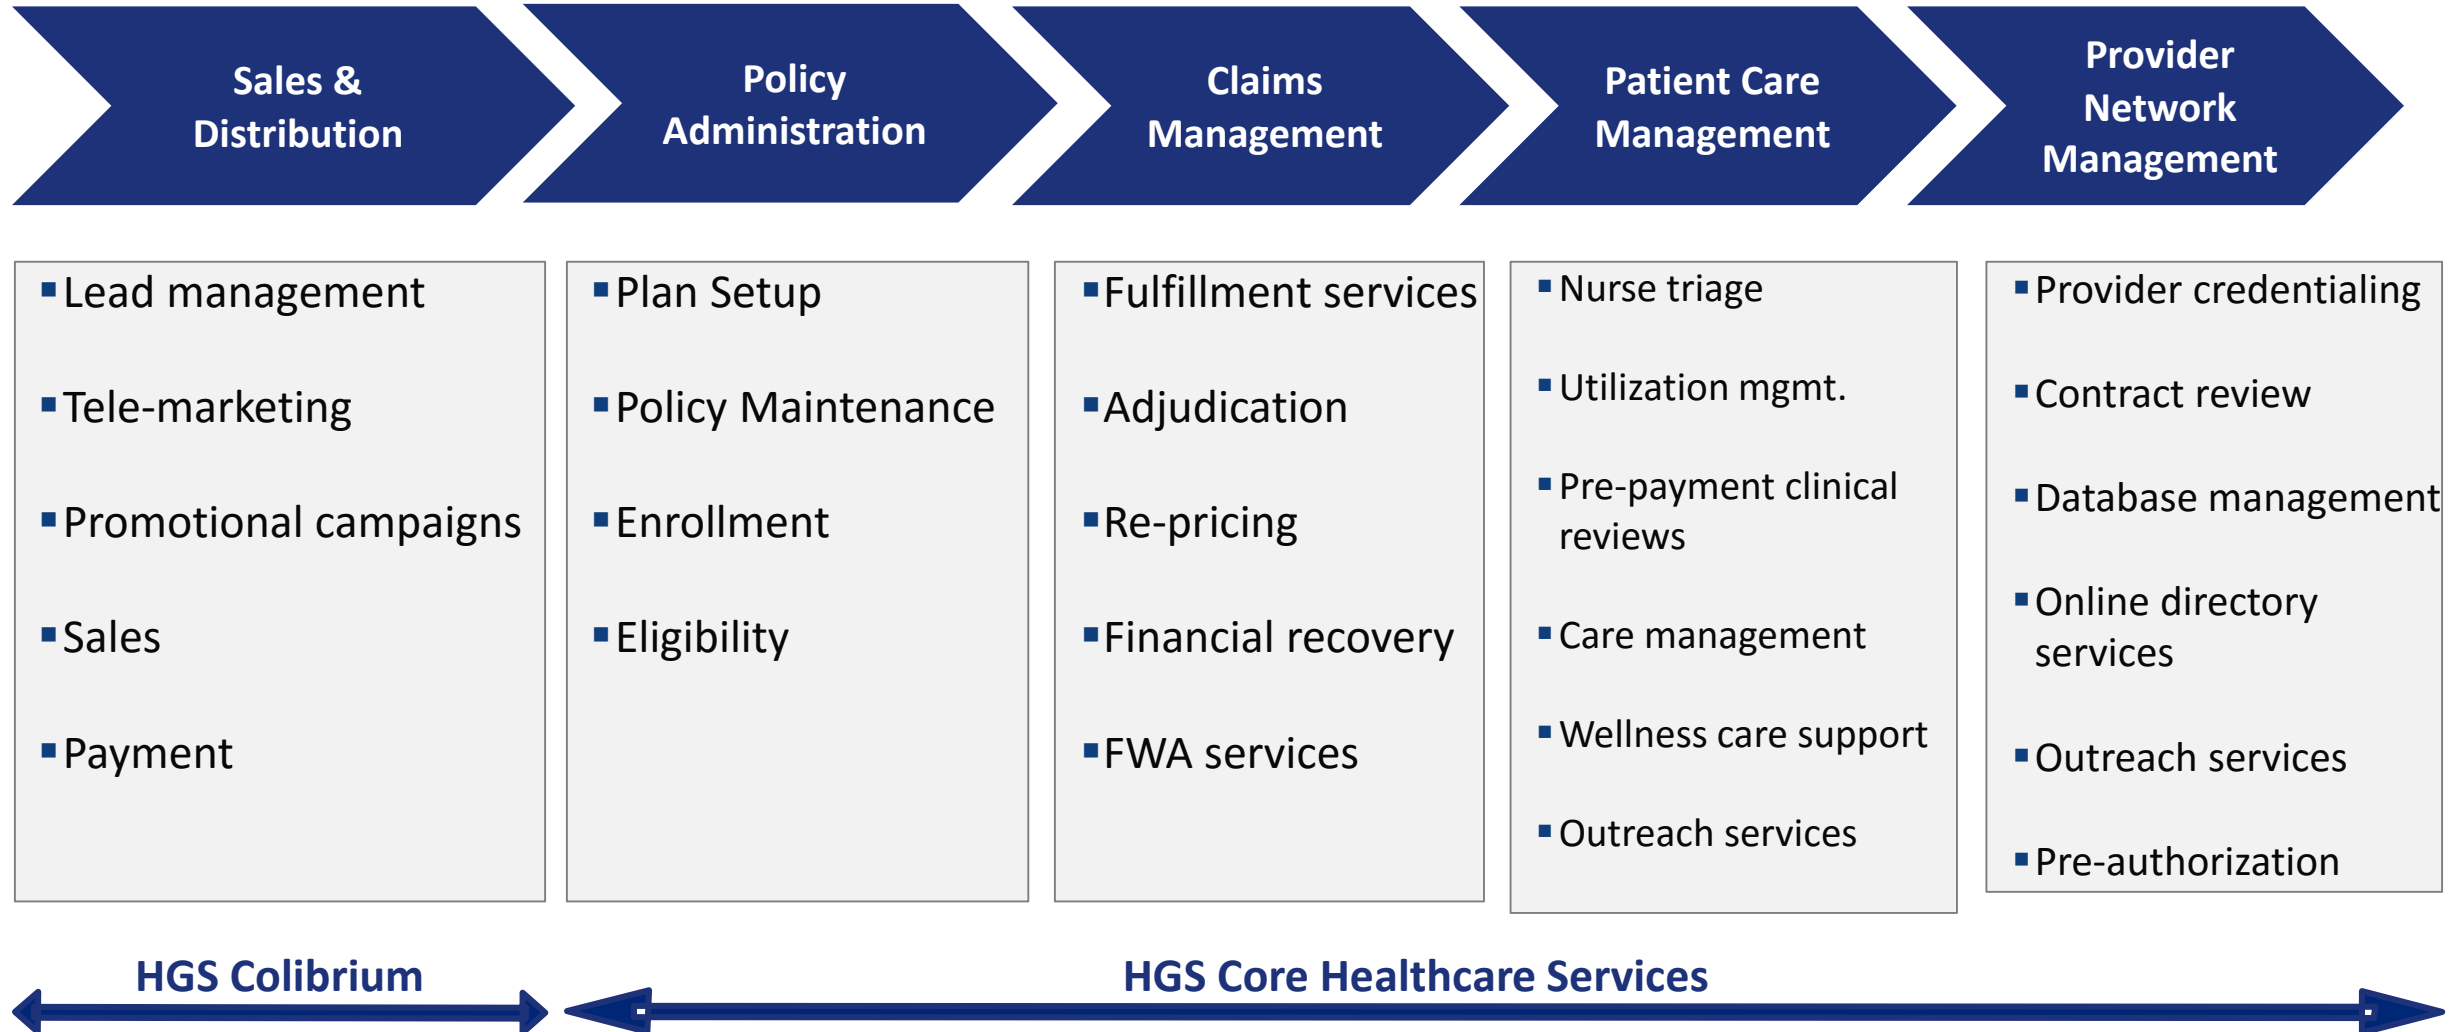 Sales &
Distribution
Policy
Administration
Claims
Management
Patient Care
Management
Provider
Network
Management
▪Lead management
▪Tele-marketing
▪Promotional campaigns
▪Sales
▪Payment
▪Plan Setup
▪Policy Maintenance
▪Enrollment
▪Eligibility
▪Fulfillment services
▪Adjudication
▪Re-pricing
▪Financial recovery
▪FWA services
▪Nurse triage
▪Utilization mgmt.
▪Pre-payment clinical
reviews
▪Care management
▪Wellness care support
▪Outreach services
▪Provider credentialing
▪Contract review
▪Database management
▪Online directory
services
▪Outreach services
▪Pre-authorization
HGS Colibrium
HGS Core Healthcare Services